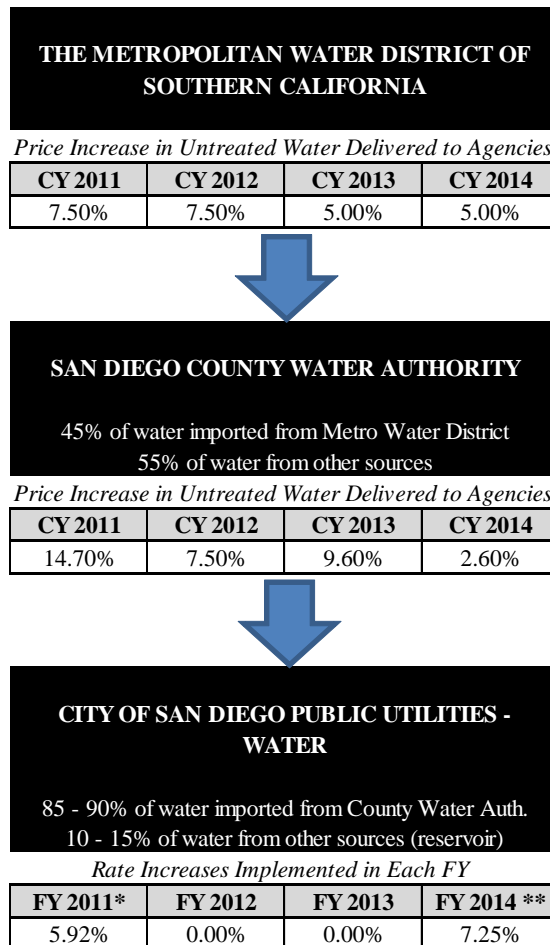 THE METROPOLITAN WATER DISTRICT OF
SOUTHERN CALIFORNIA
Price Increase in Untreated Water Delivered to Agencies
CY 2011 CY 2012 CY 2013 CY 2014
7.50% 7.50% 5.00% 5.00%
SAN DIEGO COUNTY WATER AUTHORITY
45% of water imported from Metro Water District
55% of water from other sources
Price Increase in Untreated Water Delivered to Agencies
CY 2011 CY 2012 CY 2013 CY 2014
14.70% 7.50% 9.60% 2.60%
CITY OF SAN DIEGO PUBLIC UTILITIES -
WATER
85 - 90% of water imported from County Water Auth.
10 - 15% of water from other sources (reservoir)
Rate Increases Implemented in Each FY
FY 2011* FY 2012 FY 2013 FY 2014 **
5.92% 0.00% 0.00% 7.25%